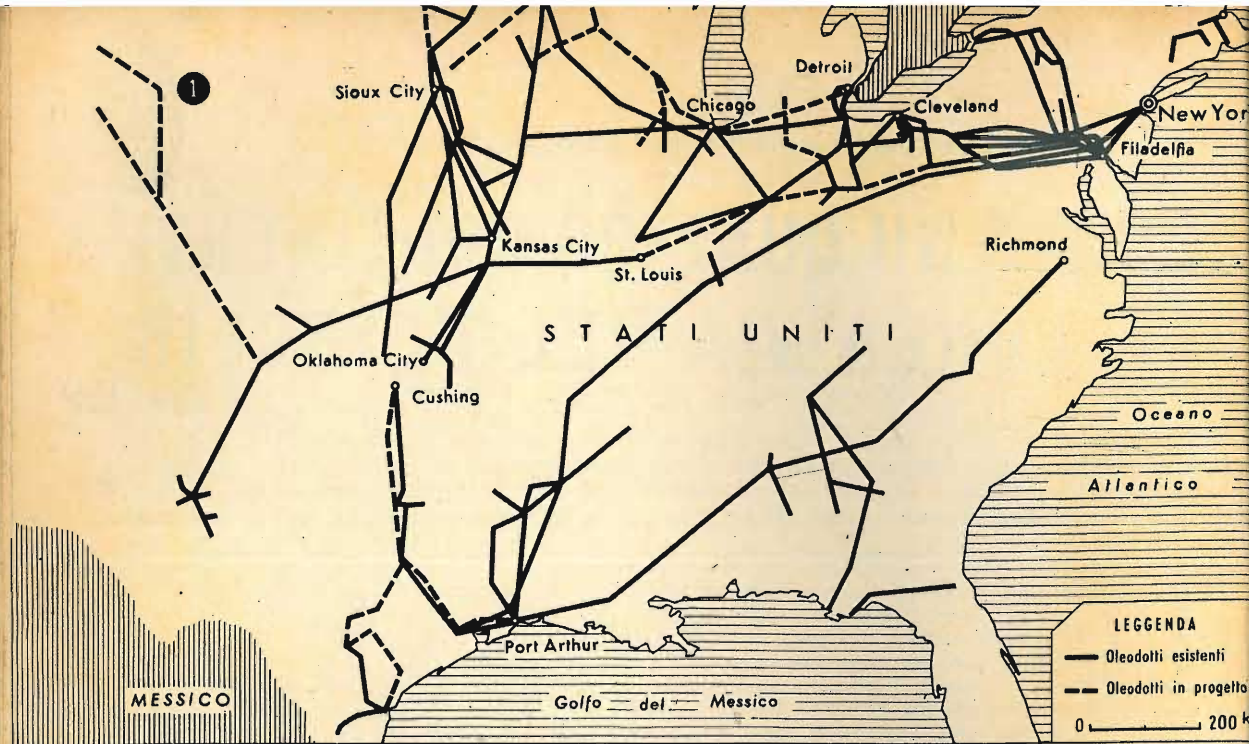 1
Sioux City
Detroit
Chicago
Cleveland
New Yor
Filadelfia
Kansas City
St. Louis
Richmond
STATI UNITI
Oklahoma City
Cushing
Oceano
Atlantico
Port Arthur
MESSICO
Golfo del Messico
LEGGENDA
Oleodotti esistenti
Oleodotti in progetto
0 200 k